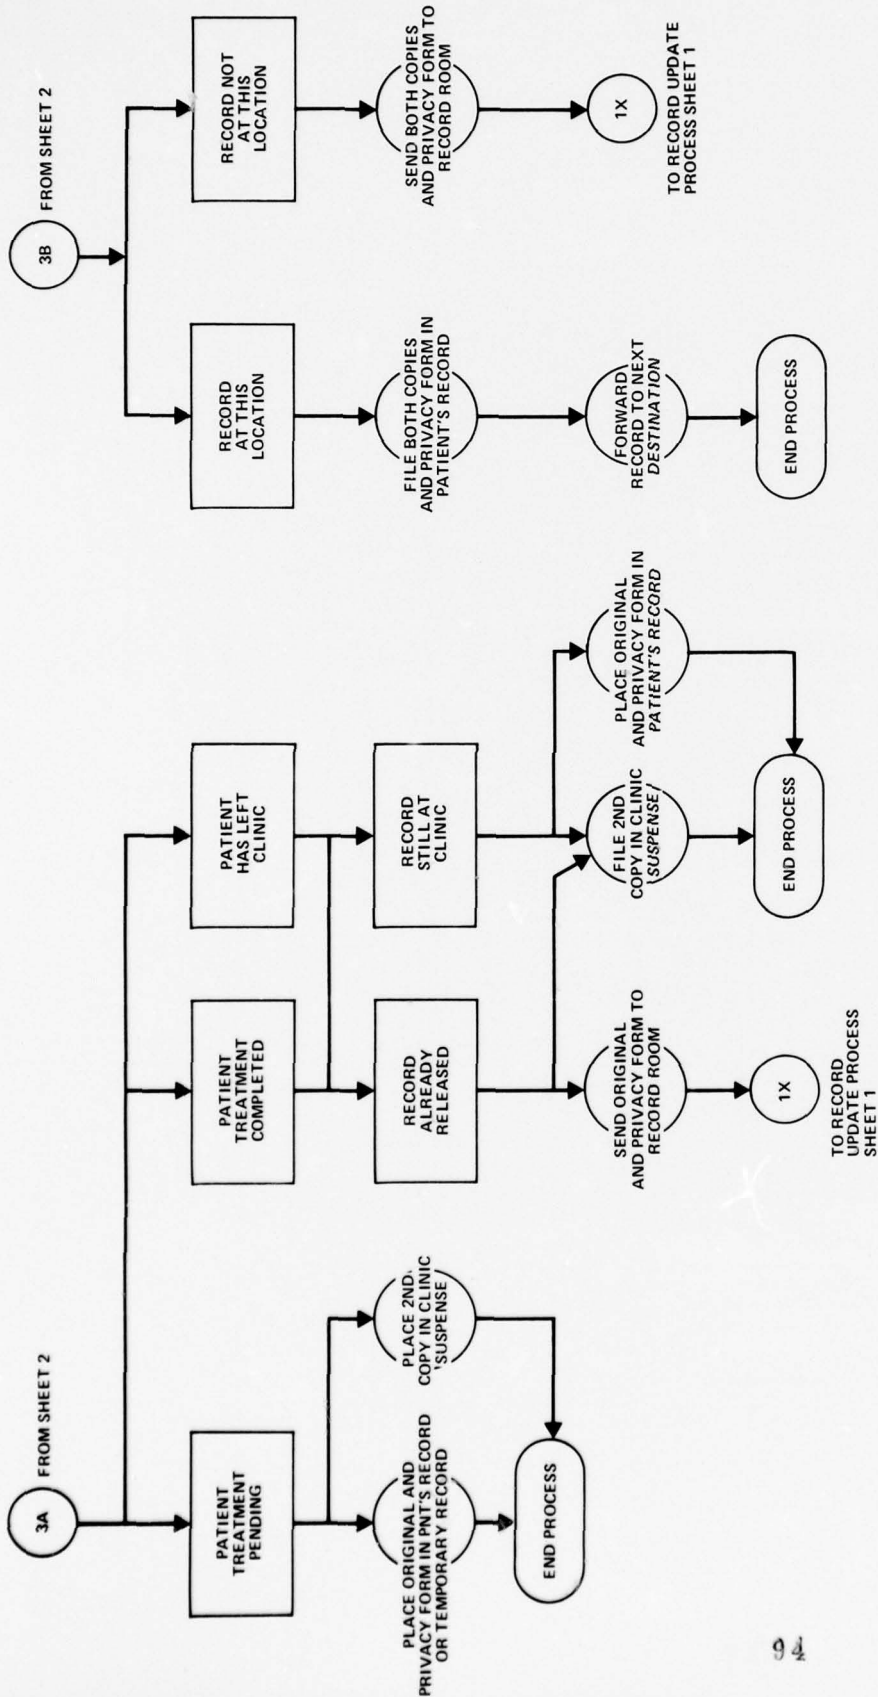 3A
FROM SHEET 2
PATIENT
TREATMENT
PENDING
PLACE ORIGINAL AND
PRIVACY FORM IN PNT'S RECORD
OR TEMPORARY RECORD
PLACE 2ND
COPY IN CLINIC
SUSPENSE
END PROCESS
PATIENT
TREATMENT
COMPLETED
PATIENT
HAS LEFT
CLINIC
RECORD
ALREADY
RELEASED
RECORD
STILL AT
CLINIC
SEND ORIGINAL
AND PRIVACY FORM TO
RECORD ROOM
FILE 2ND
COPY IN CLINIC
SUSPENSE
PLACE ORIGINAL
AND PRIVACY FORM IN
PATIENT'S RECORD
1X
TO RECORD
UPDATE PROCESS
SHEET 1
END PROCESS
3B
FROM SHEET 2
RECORD
AT THIS
LOCATION
RECORD NOT
AT THIS
LOCATION
FILE BOTH COPIES
AND PRIVACY FORM IN
PATIENT'S RECORD
SEND BOTH COPIES
AND PRIVACY FORM TO
RECORD ROOM
FORWARD
RECORD TO NEXT
DESTINATION
1X
TO RECORD UPDATE
PROCESS SHEET 1
END PROCESS
94